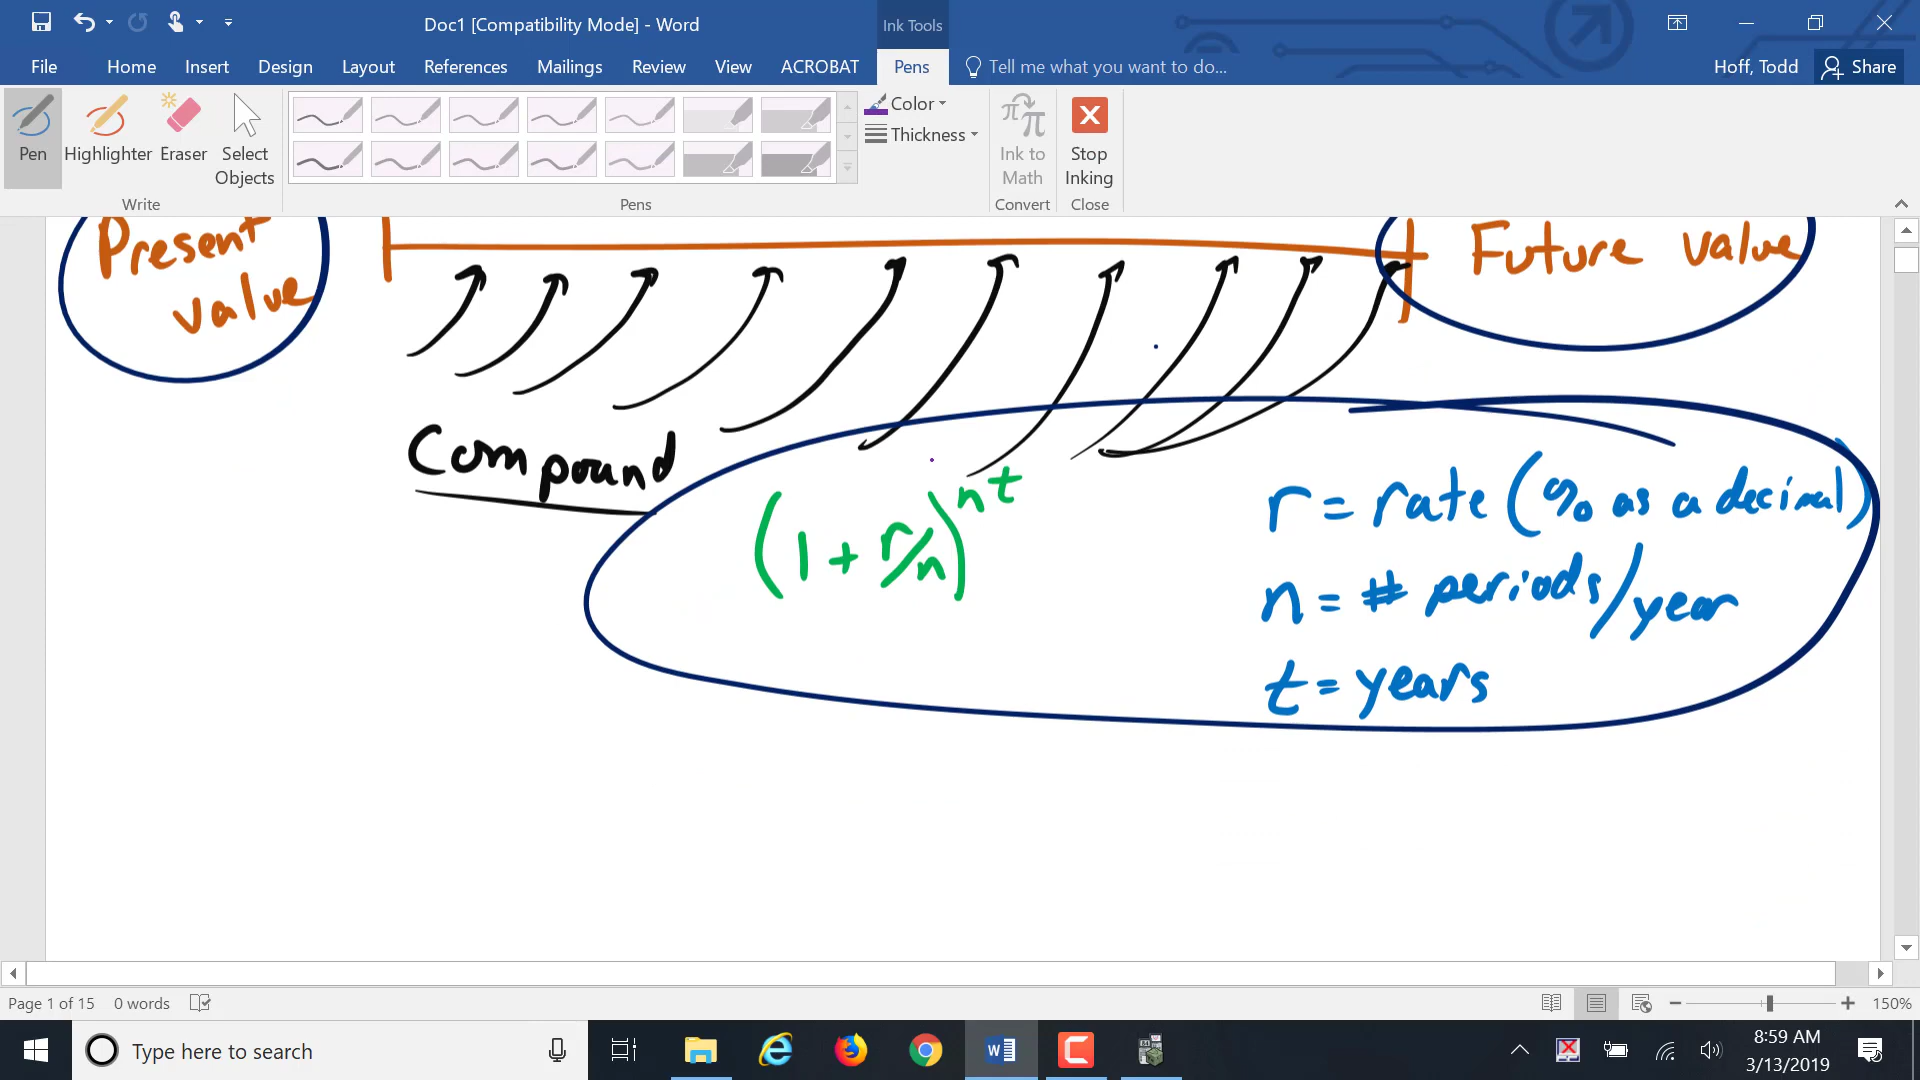 Doc1 [Compatibility Mode] - Word
Ink Tools
File Home Insert Design Layout References Mailings Review View ACROBAT Pens Tell me what you want to do... Hoff, Todd Share
Pen Highlighter Eraser Select Objects
Color
Thickness
Ink to Math
Stop Inking
Write Pens Convert Close
Present value
Future value
Compound
(1 + r/n)^nt
r = rate (% as a decimal)
n = # periods/year
t = years
Page 1 of 15 0 words 150%
Type here to search
8:59 AM
3/13/2019